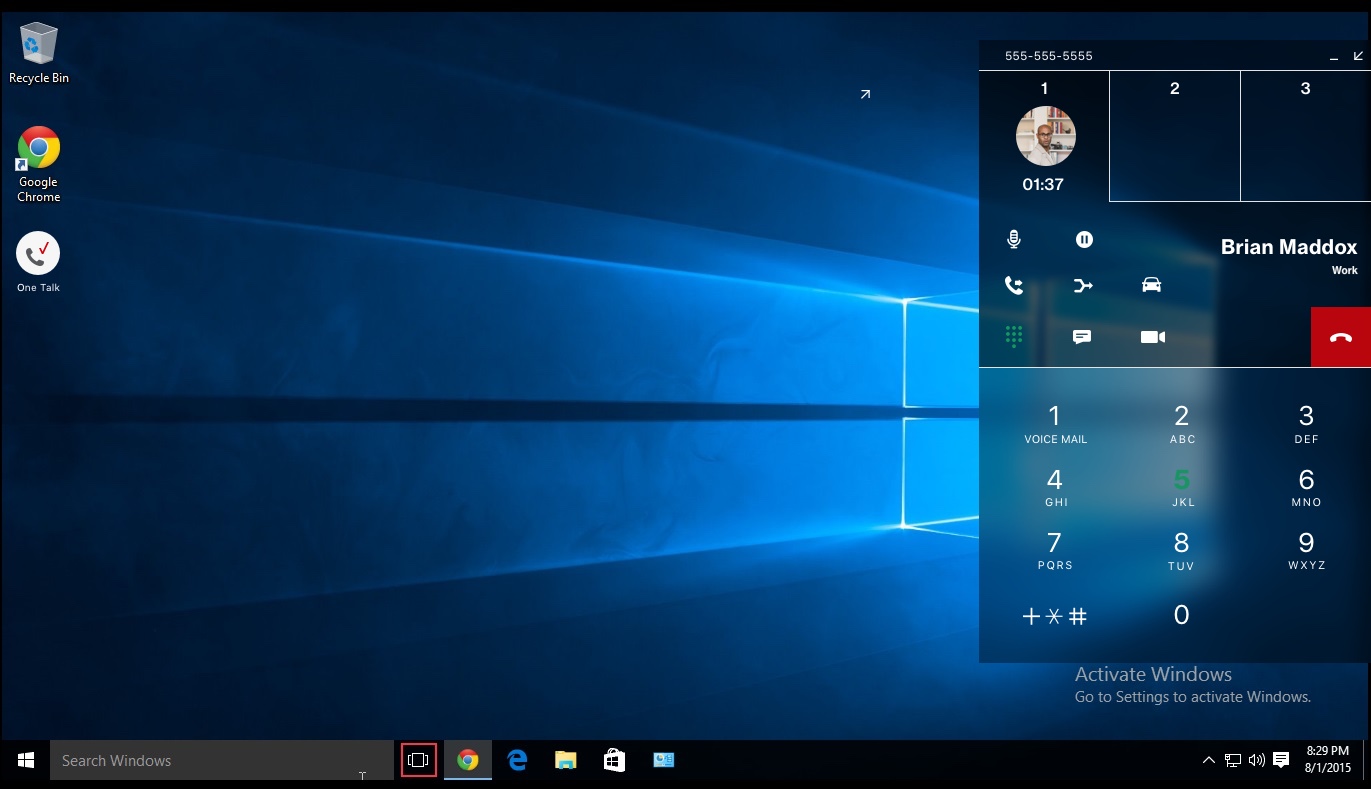 Recycle Bin
Google
Chrome
One Talk
555-555-5555
1
2
3
01:37
Brian Maddox
Work
1
VOICE MAIL
2
ABC
3
DEF
4
GHI
5
JKL
6
MNO
7
PQRS
8
TUV
9
WXYZ
+*#
0
Activate Windows
Go to Settings to activate Windows.
Search Windows
8:29 PM
8/1/2015